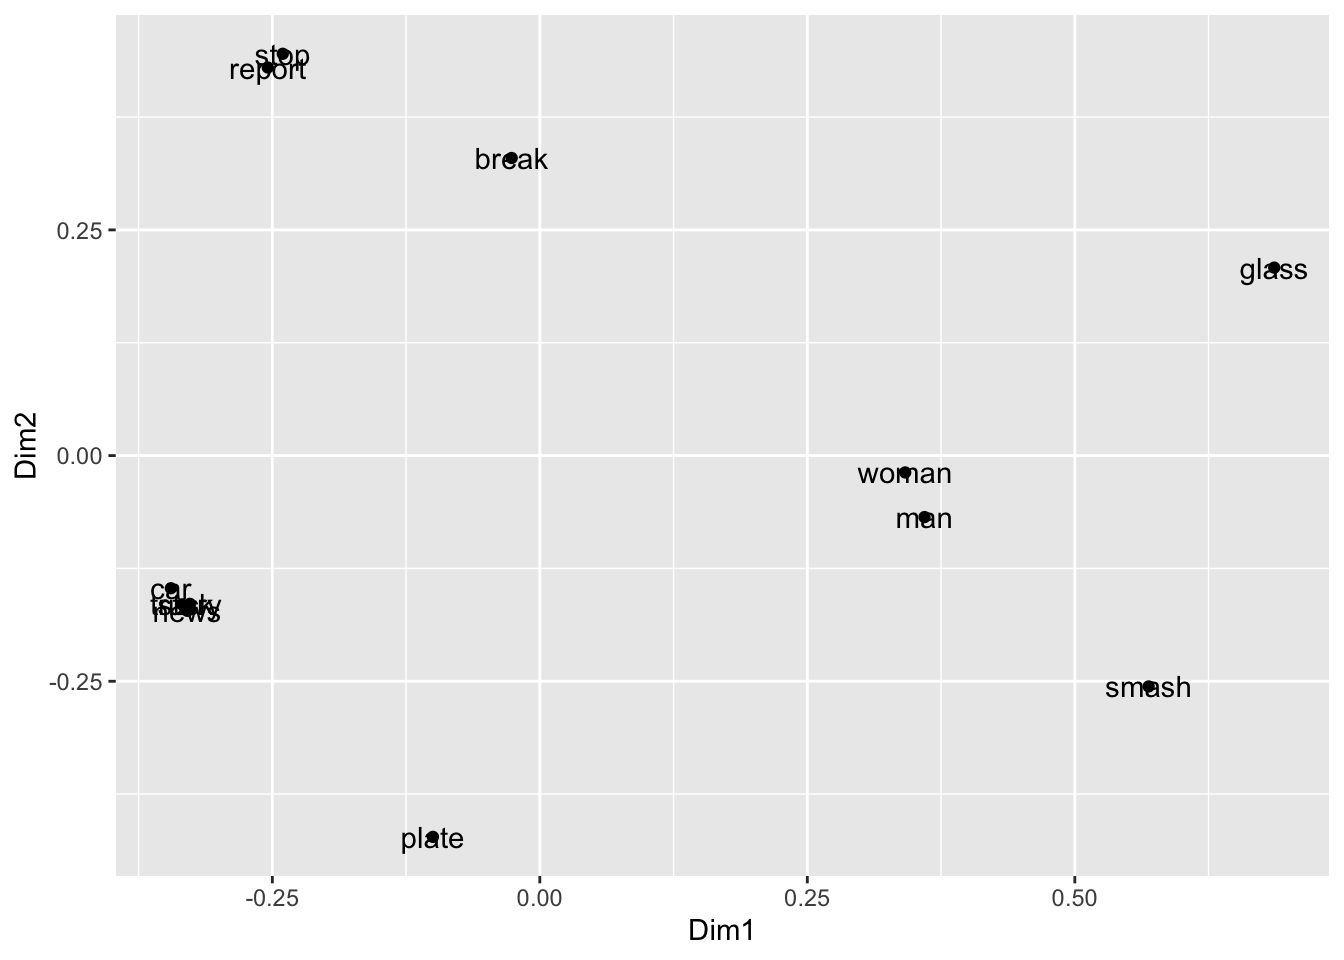 stop
report
break
0.25
glass
Dim2
0.00
woman
man
car
news
-0.25
smash
plate
-0.25
0.00
0.25
0.50
Dim1